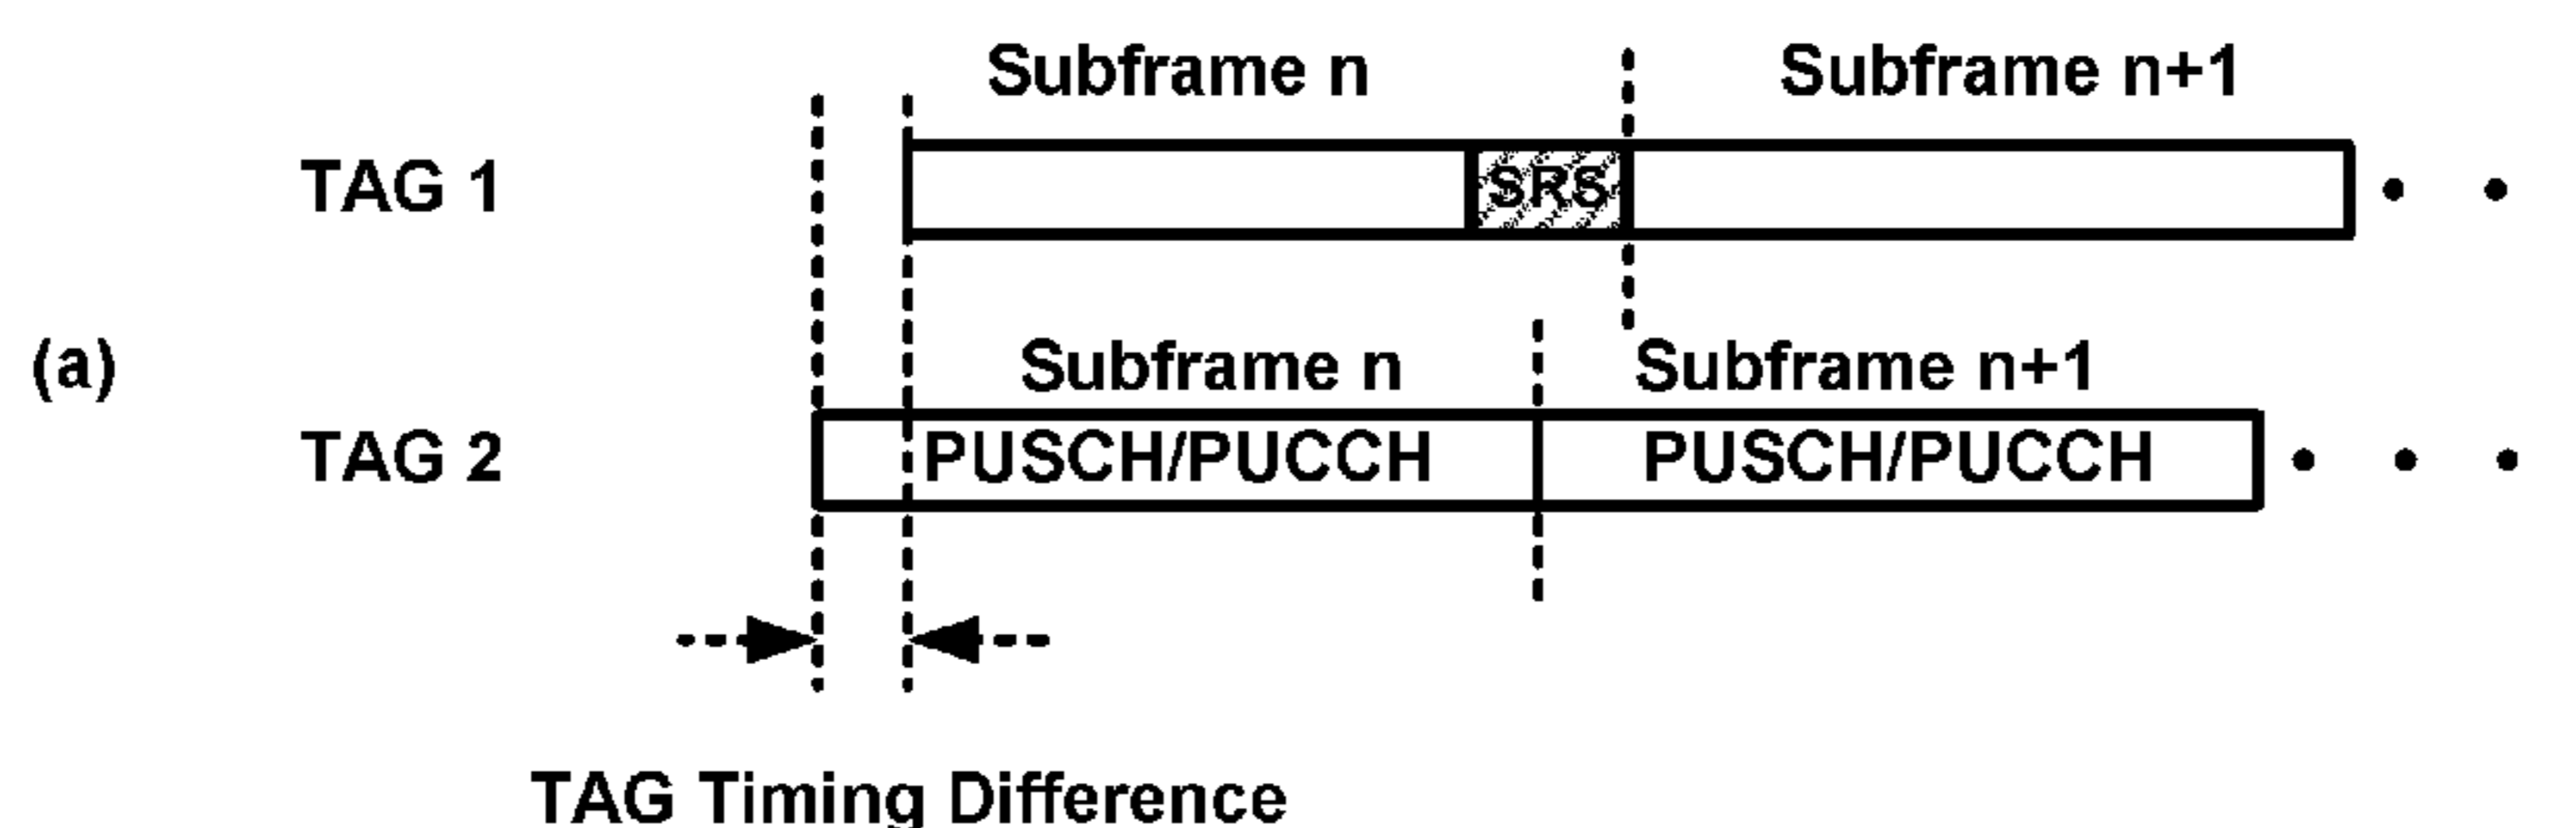 Subframe n Subframe n+1
TAG 1 SRS
(a)
Subframe n Subframe n+1
TAG 2 PUSCH/PUCCH PUSCH/PUCCH
TAG Timing Difference